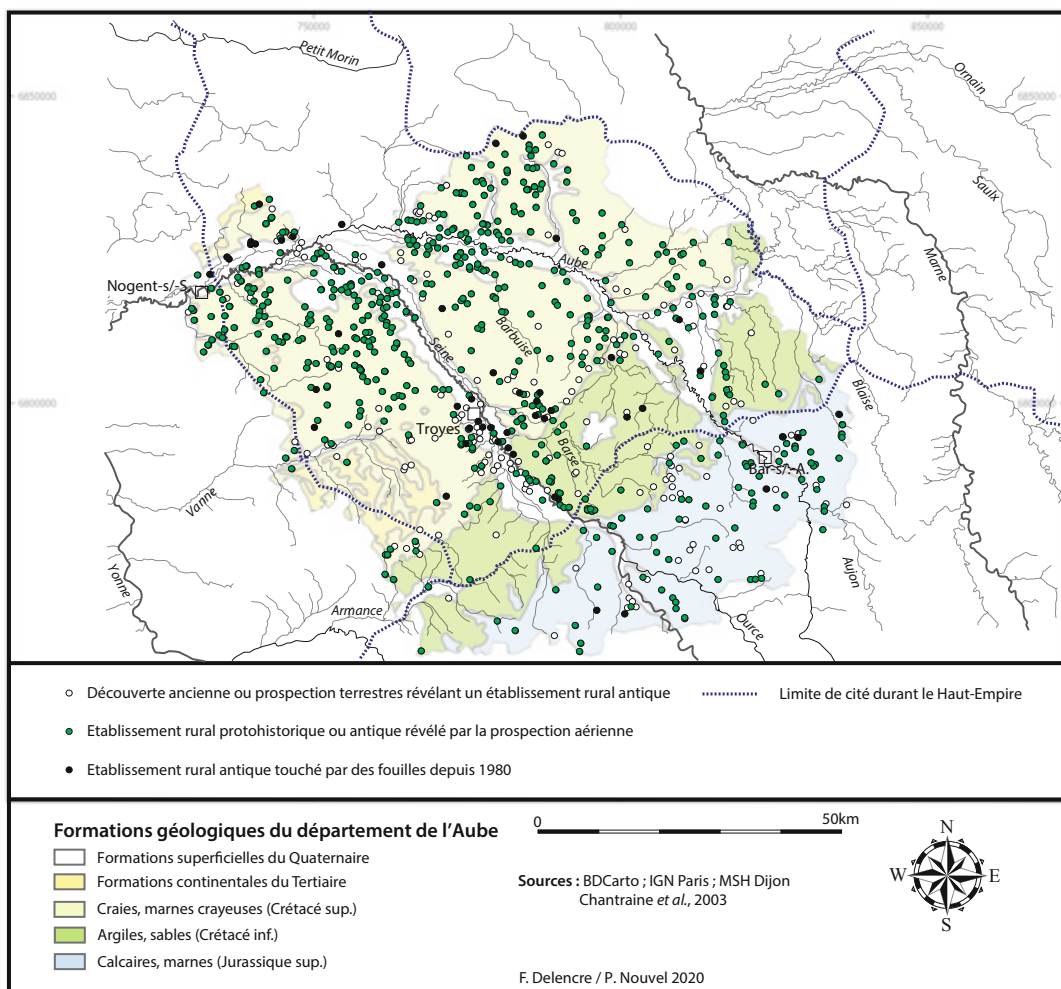 750000
800000
850000
Petit Morin
Ornain
6850000
6850000
Saulx
Marne
Aube
Nogent-s/-S.
Barbuise
Seine
Blaise
6800000
6800000
Troyes
Barse
Bar-s/-A.
Vanne
Yonne
Aujon
Armance
Ource
Découverte ancienne ou prospection terrestres révélant un établissement rural antique
Limite de cité durant le Haut-Empire
Etablissement rural protohistorique ou antique révélé par la prospection aérienne
Etablissement rural antique touché par des fouilles depuis 1980
Formations géologiques du département de l'Aube
Formations superficielles du Quaternaire
Formations continentales du Tertiaire
Craies, marnes crayeuses (Crétacé sup.)
Argiles, sables (Crétacé inf.)
Calcaires, marnes (Jurassique sup.)
0
50km
Sources : BDCarto ; IGN Paris ; MSH Dijon
Chantraine et al., 2003
F. Delencre / P. Nouvel 2020
N
W
E
S